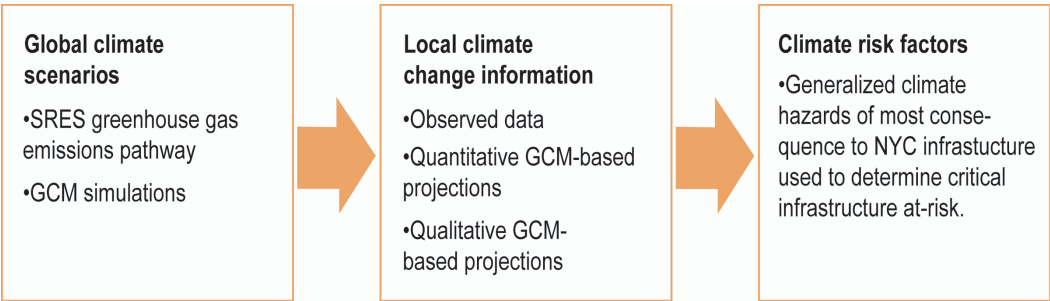 Global climate
scenarios
•SRES greenhouse gas
emissions pathway
•GCM simulations
Local climate
change information
•Observed data
•Quantitative GCM-based
projections
•Qualitative GCM-
based projections
Climate risk factors
•Generalized climate
hazards of most conse-
quence to NYC infrastucture
used to determine critical
infrastructure at-risk.